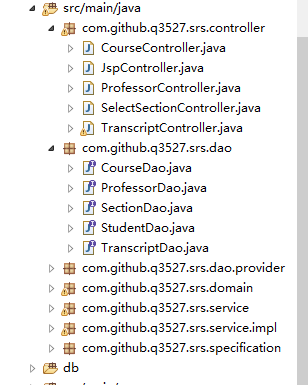 src/main/java
com.github.q3527.srs.controller
CourseController.java
JspController.java
ProfessorController.java
SelectSectionController.java
TranscriptController.java
com.github.q3527.srs.dao
CourseDao.java
ProfessorDao.java
SectionDao.java
StudentDao.java
TranscriptDao.java
com.github.q3527.srs.dao.provider
com.github.q3527.srs.domain
com.github.q3527.srs.service
com.github.q3527.srs.service.impl
com.github.q3527.srs.specification
db